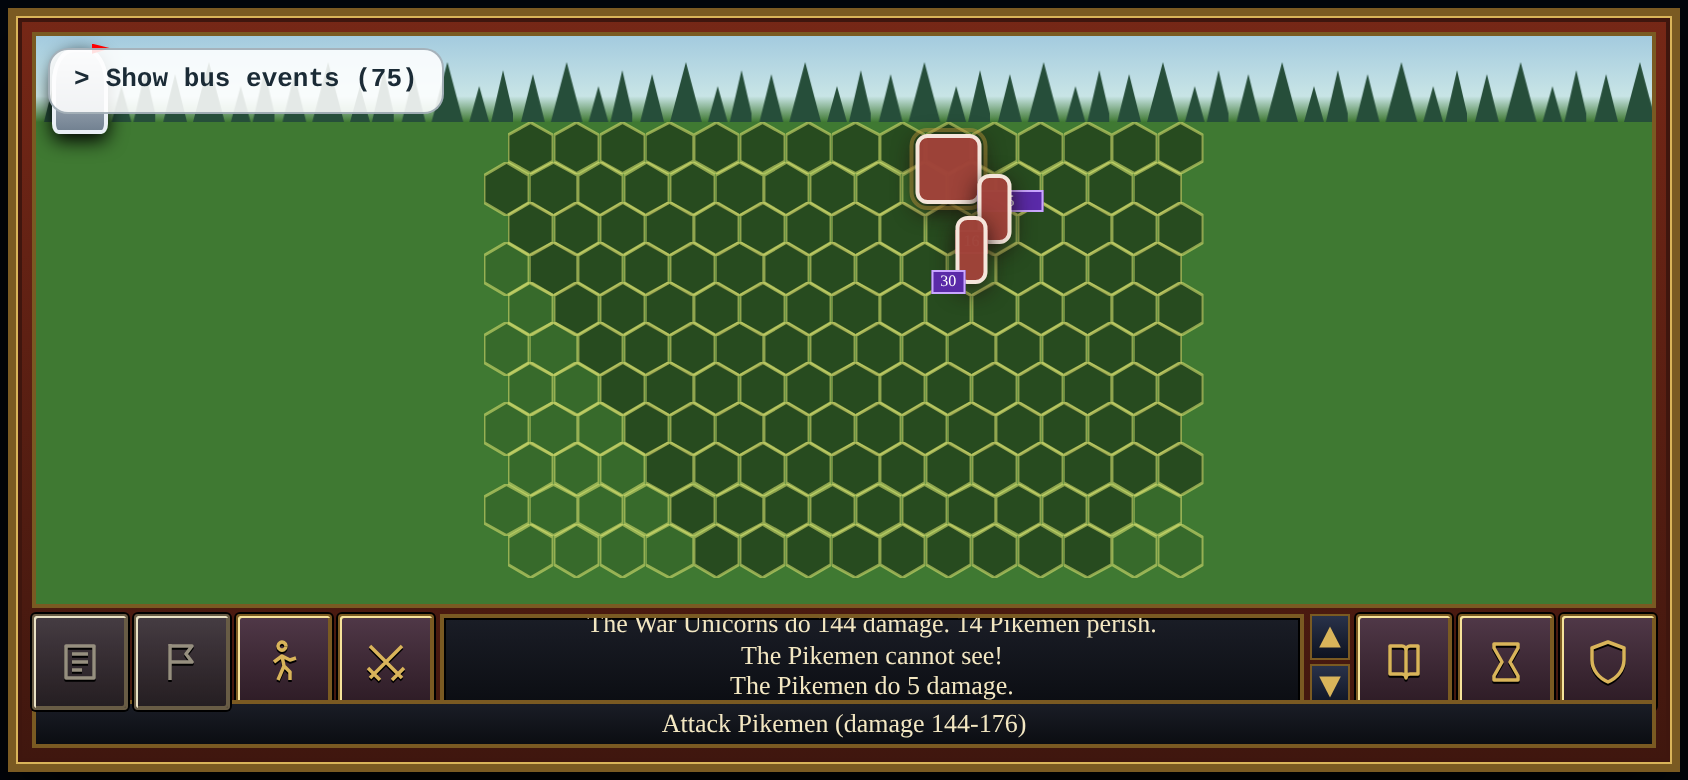 > Show bus events (75)
30
The War Unicorns do 144 damage. 14 Pikemen perish.
The Pikemen cannot see!
The Pikemen do 5 damage.
Attack Pikemen (damage 144-176)